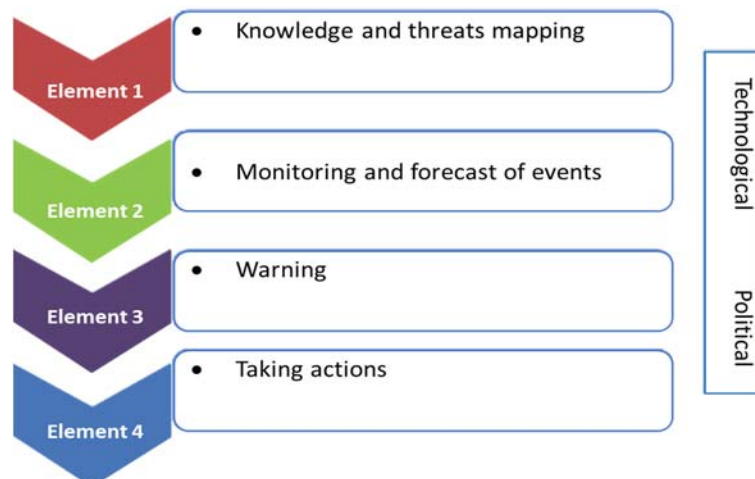 Element 1
• Knowledge and threats mapping
Element 2
• Monitoring and forecast of events
Element 3
• Warning
Element 4
• Taking actions
Technological
Political